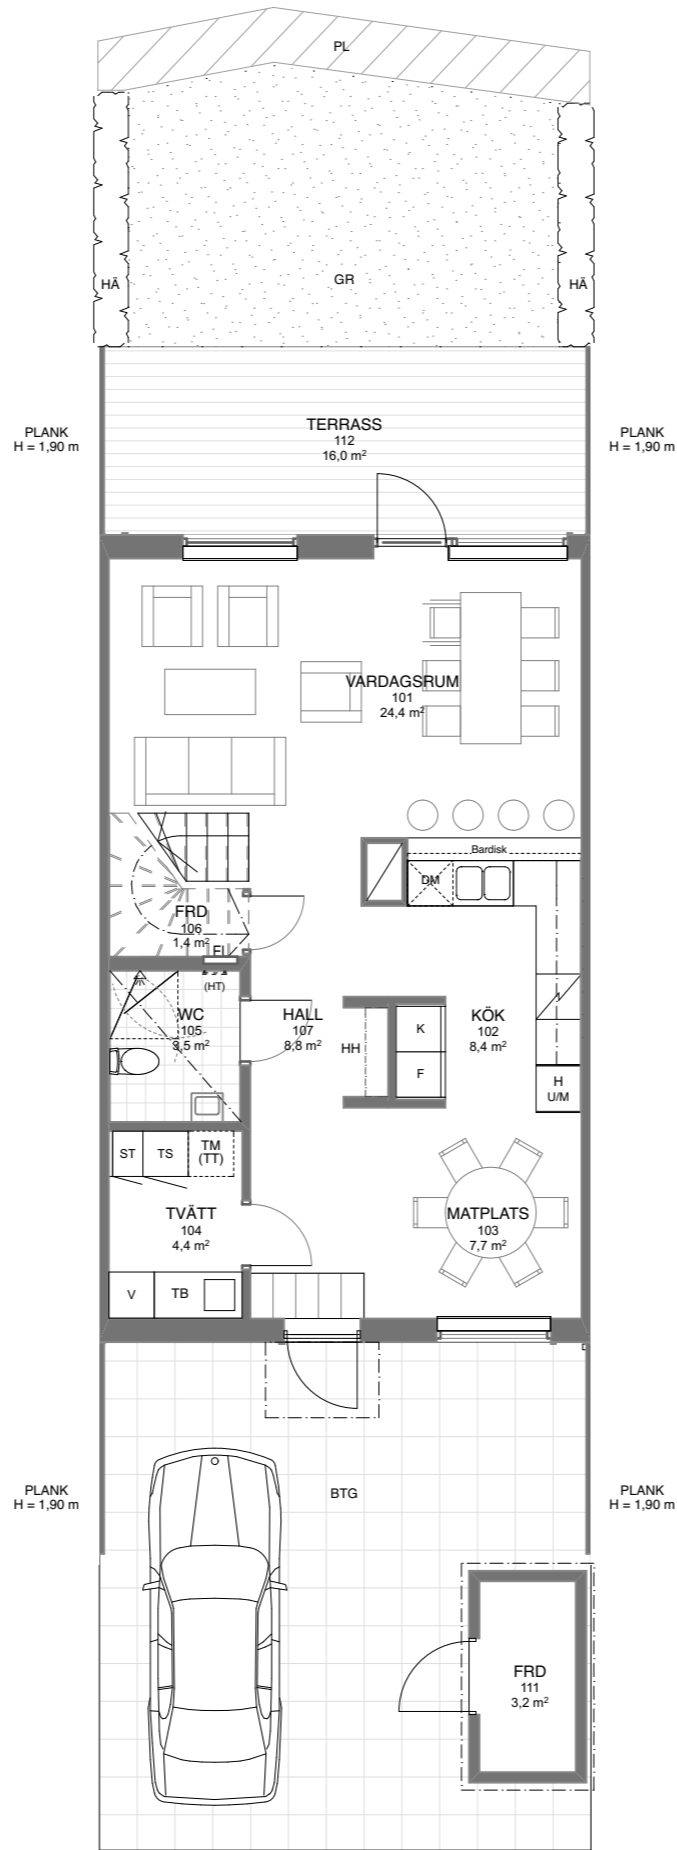 PL
GR
HÄ
HÄ
TERRASS
112
16,0 m²
PLANK
H = 1,90 m
PLANK
H = 1,90 m
VARDAGSRUM
101
24,4 m²
Bardisk
DM
FRD
106
1,4 m²
EL
(HT)
WC
105
3,5 m²
HALL
107
8,8 m²
HH
K
F
KÖK
102
8,4 m²
H
U/M
ST
TS
TM
(TT)
TVÄTT
104
4,4 m²
V
TB
MATPLATS
103
7,7 m²
PLANK
H = 1,90 m
BTG
PLANK
H = 1,90 m
FRD
111
3,2 m²